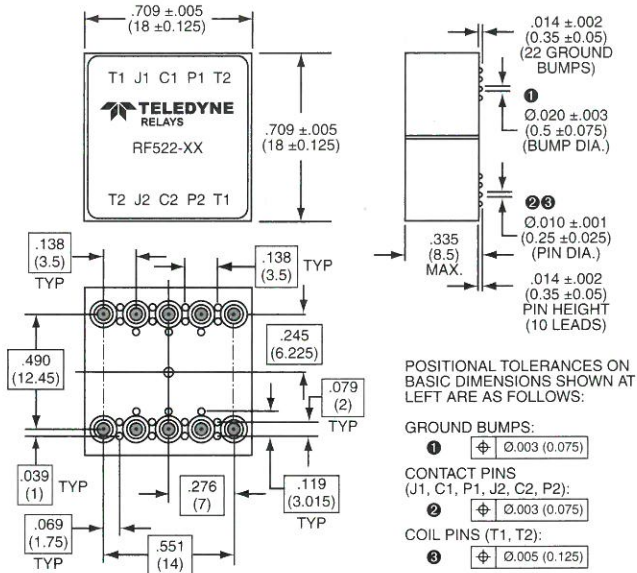 .709 ±.005
(18 ±0.125)
T1 J1 C1 P1 T2
TELEDYNE
RELAYS
RF522-XX
T2 J2 C2 P2 T1
.709 ±.005
(18 ±0.125)
.014 ±.002
(0.35 ±0.05)
(22 GROUND
BUMPS)
❶
Ø.020 ±.003
(0.5 ±0.075)
(BUMP DIA.)
❷❸
Ø.010 ±.001
(0.25 ±0.025)
(PIN DIA.)
.335
(8.5)
MAX.
.014 ±.002
(0.35 ±0.05)
PIN HEIGHT
(10 LEADS)
.138
(3.5)
TYP
.138
(3.5)
TYP
.490
(12.45)
.245
(6.225)
.079
(2)
TYP
.039
(1)
TYP
.276
(7)
.119
(3.015)
TYP
.069
(1.75)
TYP
.551
(14)
POSITIONAL TOLERANCES ON
BASIC DIMENSIONS SHOWN AT
LEFT ARE AS FOLLOWS:
GROUND BUMPS:
❶ ⌖ Ø.003 (0.075)
CONTACT PINS
(J1, C1, P1, J2, C2, P2):
❷ ⌖ Ø.003 (0.075)
COIL PINS (T1, T2):
❸ ⌖ Ø.005 (0.125)